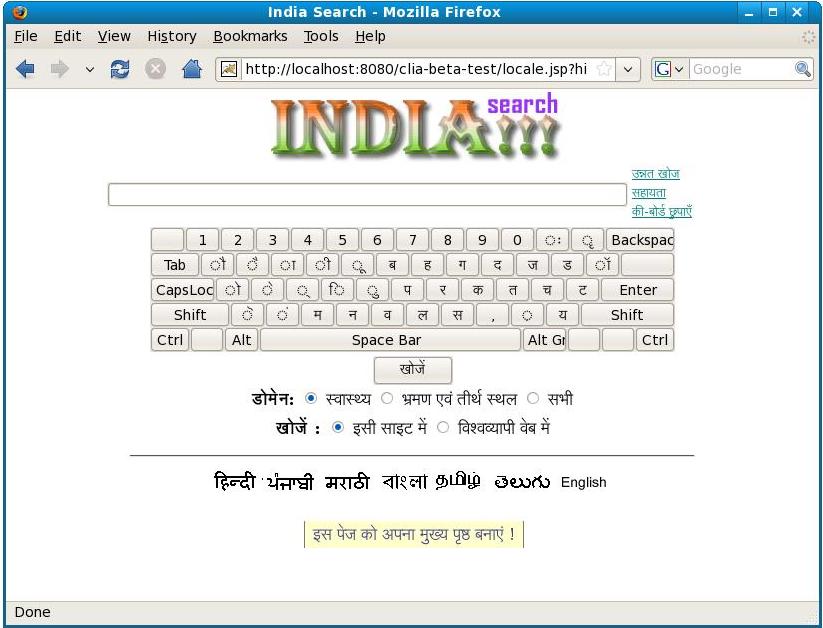 India Search - Mozilla Firefox
File Edit View History Bookmarks Tools Help
http://localhost:8080/clia-beta-test/locale.jsp?hi G Google
search
INDIA!!!
उन्नत खोज
सहायता
की-बोर्ड छुपाएँ
1 2 3 4 5 6 7 8 9 0 ः ृ Backspac
Tab ौ ै ा ी ू ब ह ग द ज ड ॉ
CapsLoc ो े ् ि ु प र क त च ट Enter
Shift ॆ ं म न व ल स , ़ य Shift
Ctrl Alt Space Bar Alt Gr Ctrl
खोजें
डोमेन: स्वास्थ्य भ्रमण एवं तीर्थ स्थल सभी
खोजें : इसी साइट में विश्वव्यापी वेब में
हिन्दी ਪੰਜਾਬੀ मराठी বাংলা தமிழ் తెలుగు English
इस पेज को अपना मुख्य पृष्ठ बनाएं !
Done